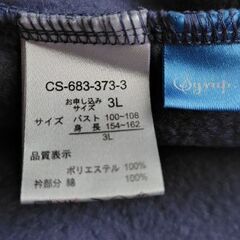 CS-683-373-3
お申し込み
サイズ 3L
サイズ バスト 100~108
身長 154~162
3L
品質表示
ポリエステル 100%
衿部分 綿 100%
Syrup.